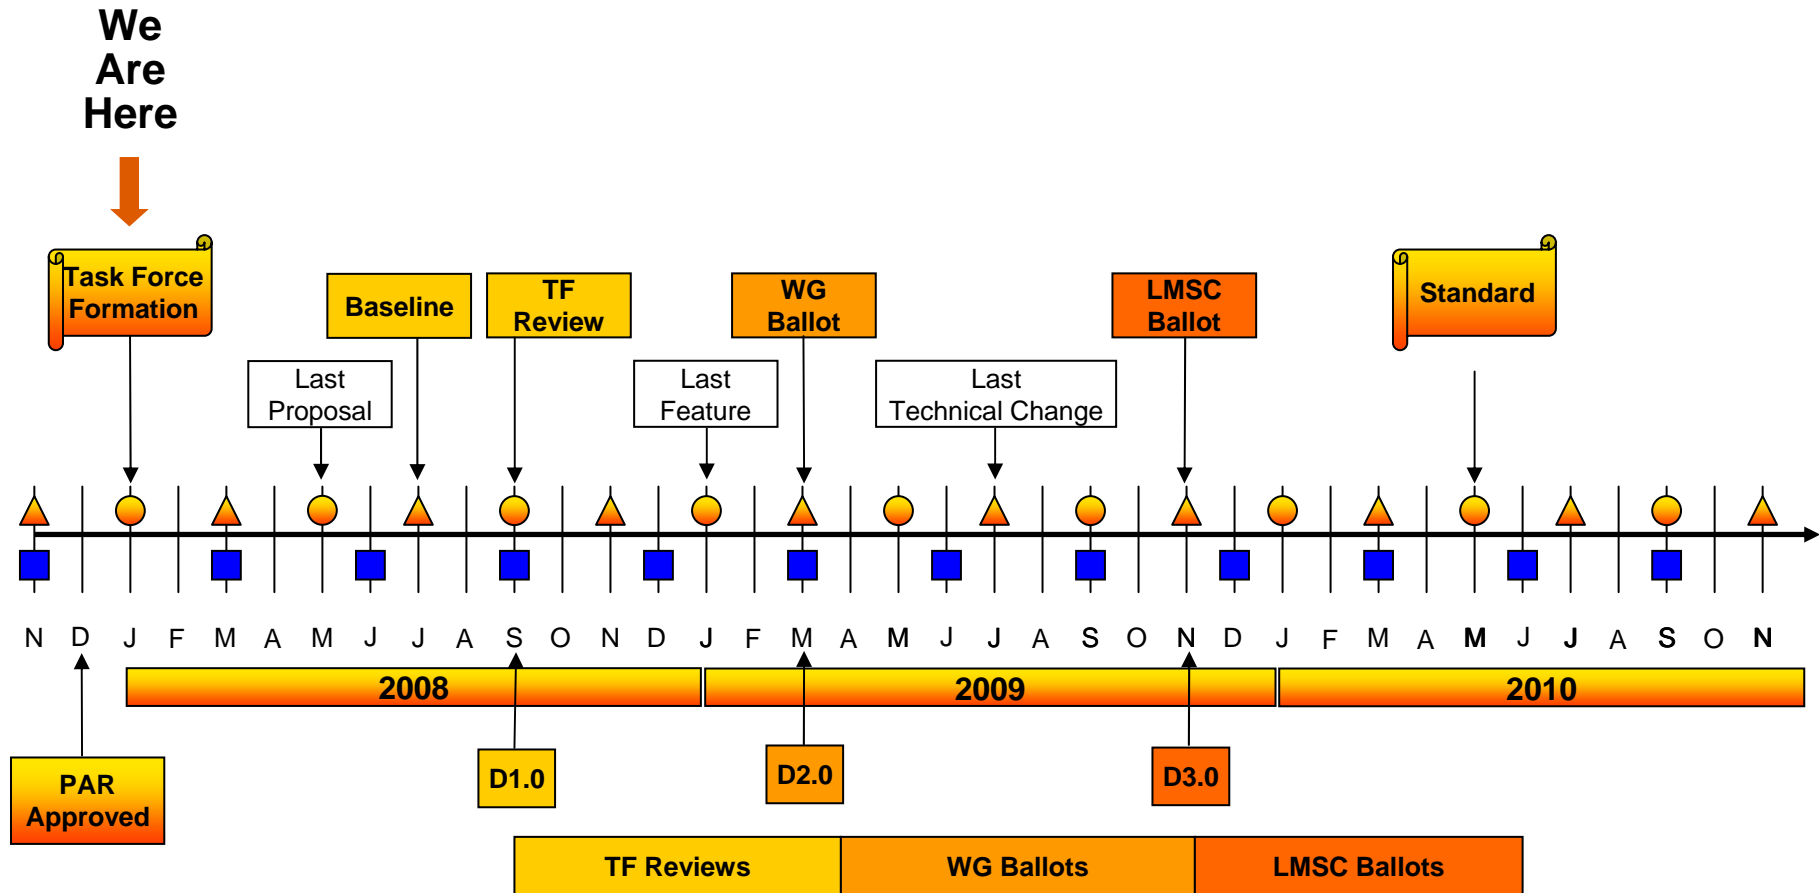 We
Are
Here
Task Force
Formation
Baseline
TF
Review
WG
Ballot
LMSC
Ballot
Standard
Last
Proposal
Last
Feature
Last
Technical Change
N D J F M A M J J A S O N D J F M A M J J A S O N D J F M A M J J A S O N
2008 2009 2010
PAR
Approved
D1.0
D2.0
D3.0
TF Reviews WG Ballots LMSC Ballots